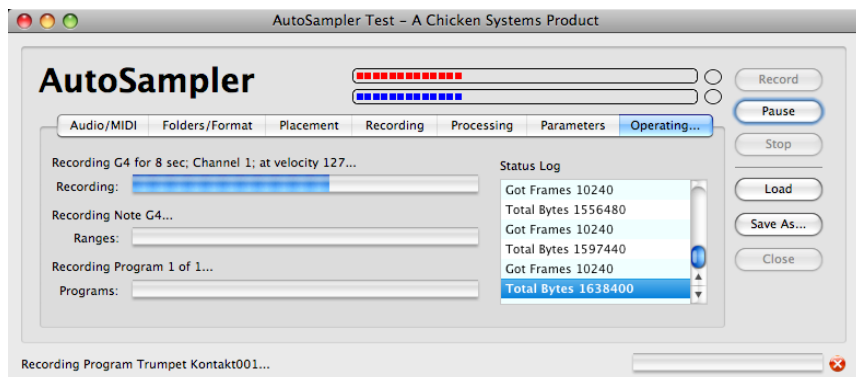 AutoSampler Test – A Chicken Systems Product
AutoSampler
Record
Pause
Stop
Load
Save As...
Close
Audio/MIDI Folders/Format Placement Recording Processing Parameters Operating...
Recording G4 for 8 sec; Channel 1; at velocity 127...
Recording:
Recording Note G4...
Ranges:
Recording Program 1 of 1...
Programs:
Status Log
Got Frames 10240
Total Bytes 1556480
Got Frames 10240
Total Bytes 1597440
Got Frames 10240
Total Bytes 1638400
Recording Program Trumpet Kontakt001...